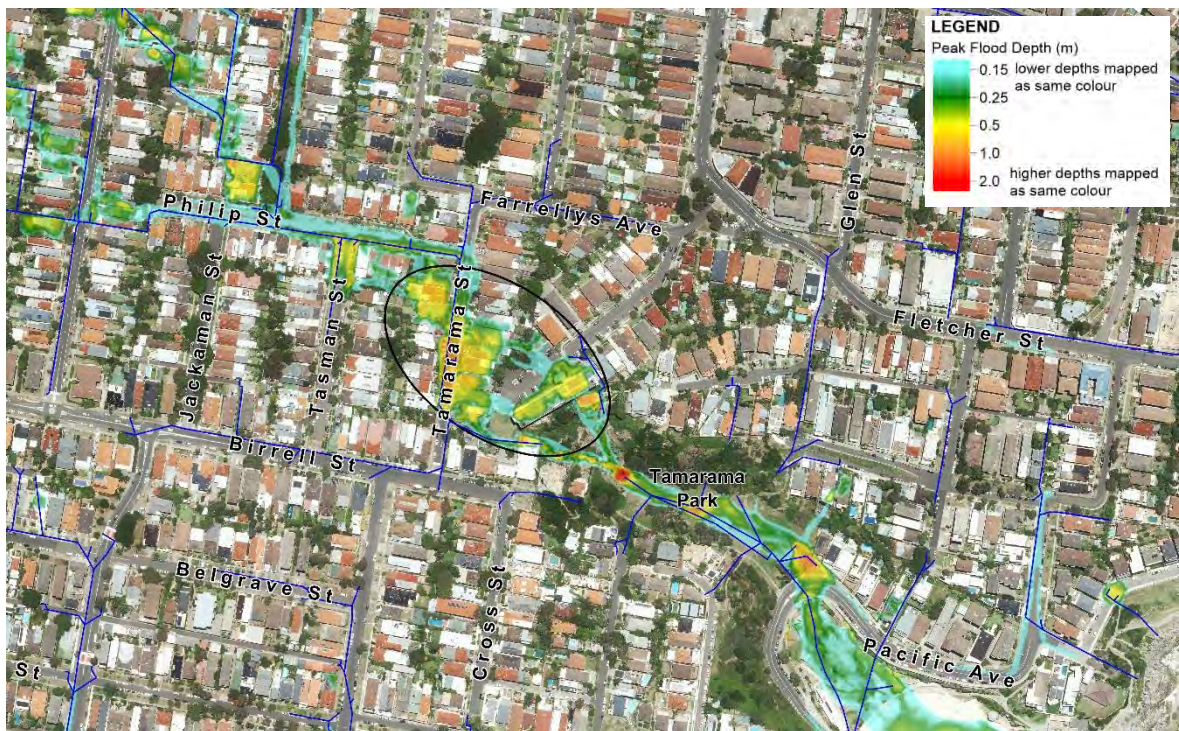 LEGEND
Peak Flood Depth (m)
0.15 lower depths mapped
as same colour
0.25
0.5
1.0
2.0 higher depths mapped
as same colour
Glen St
Philip St
Farrellys Ave
Jackaman St
Tasman St
Tamarama St
Fletcher St
Tamarama St
Birrell St
Tamarama
Park
Belgrave St
Cross St
Pacific Ave
St